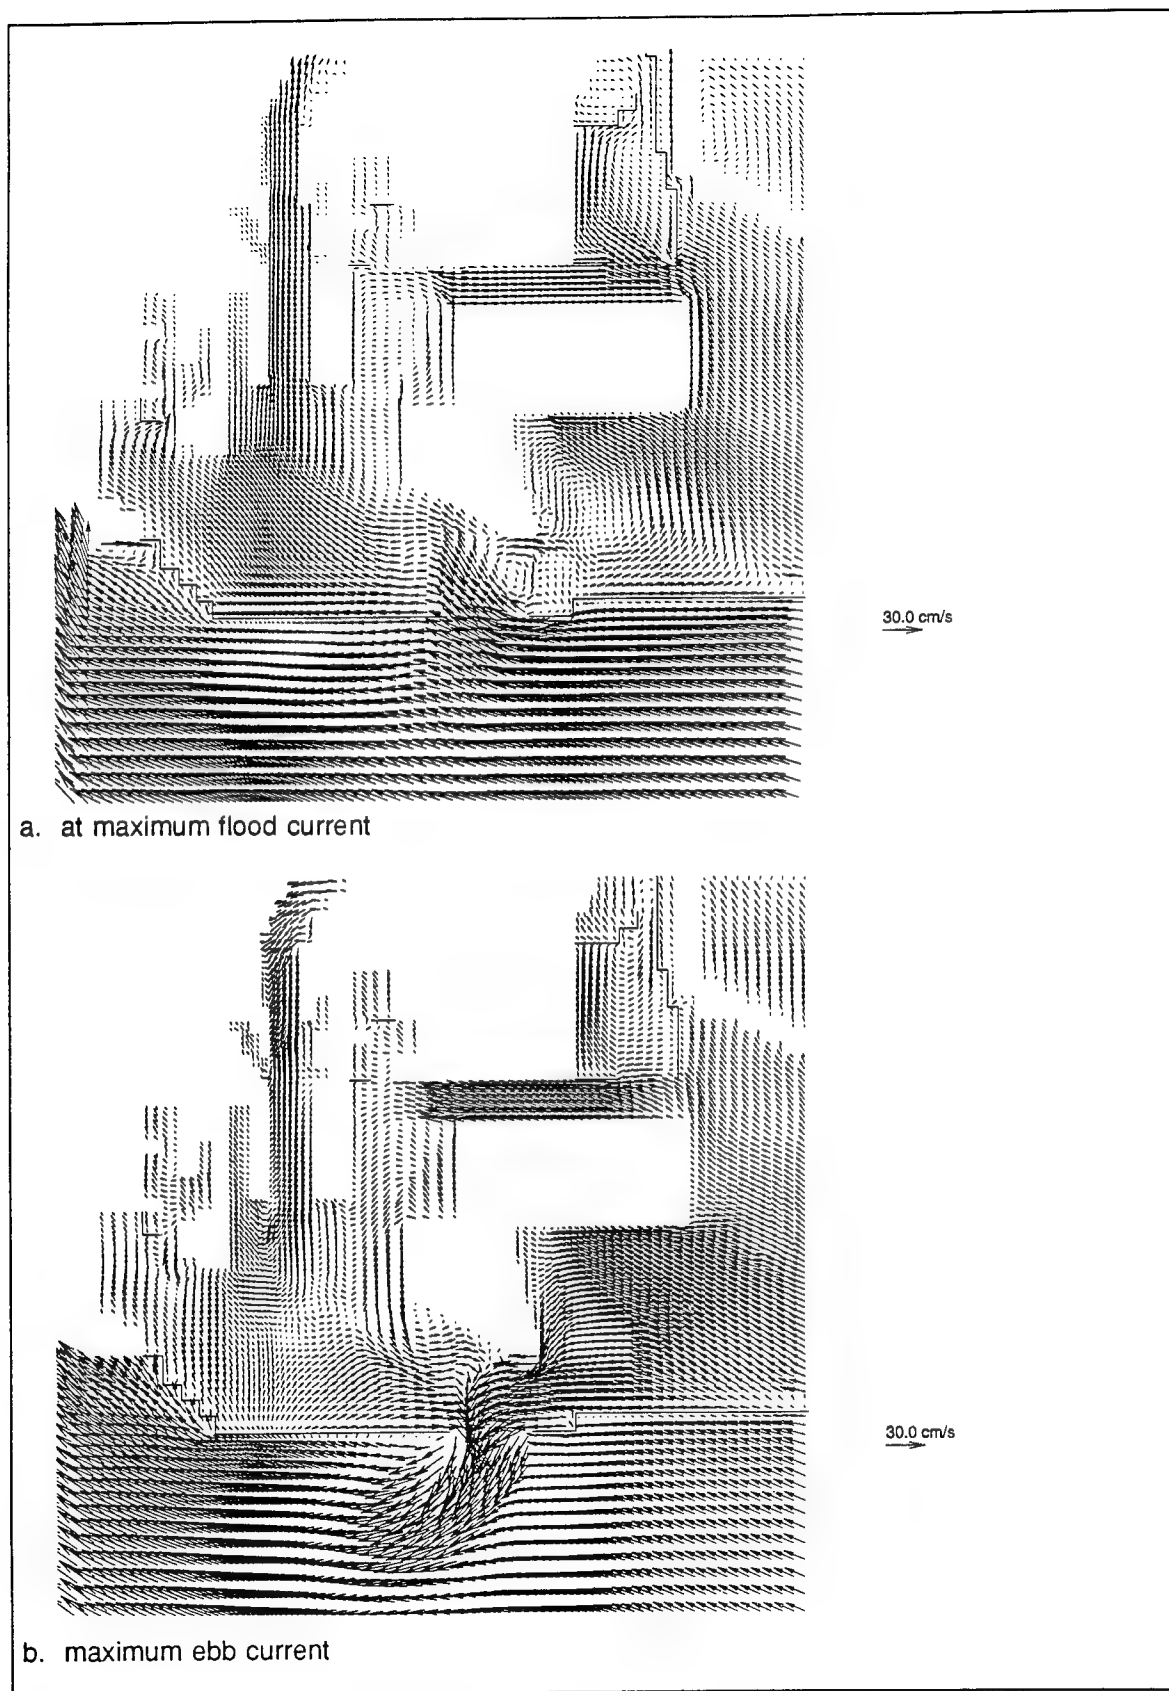 30.0 cm/s
a. at maximum flood current
30.0 cm/s
b. maximum ebb current